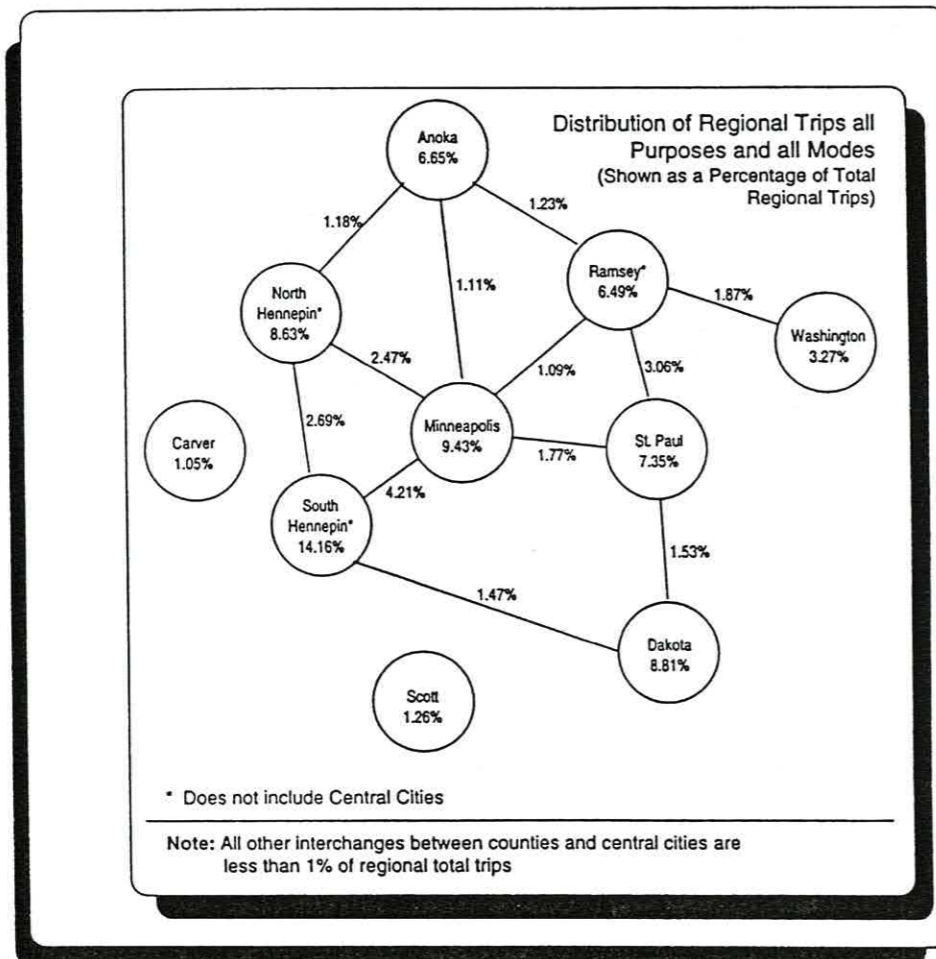 Distribution of Regional Trips all
Purposes and all Modes
(Shown as a Percentage of Total
Regional Trips)
Anoka
6.65%
1.18%
1.23%
1.11%
North
Hennepin*
8.63%
Ramsey*
6.49%
1.87%
Washington
3.27%
2.47%
1.09%
3.06%
2.69%
Carver
1.05%
Minneapolis
9.43%
1.77%
St. Paul
7.35%
4.21%
South
Hennepin*
14.16%
1.53%
1.47%
Dakota
8.81%
Scott
1.26%
* Does not include Central Cities
Note: All other interchanges between counties and central cities are
less than 1% of regional total trips